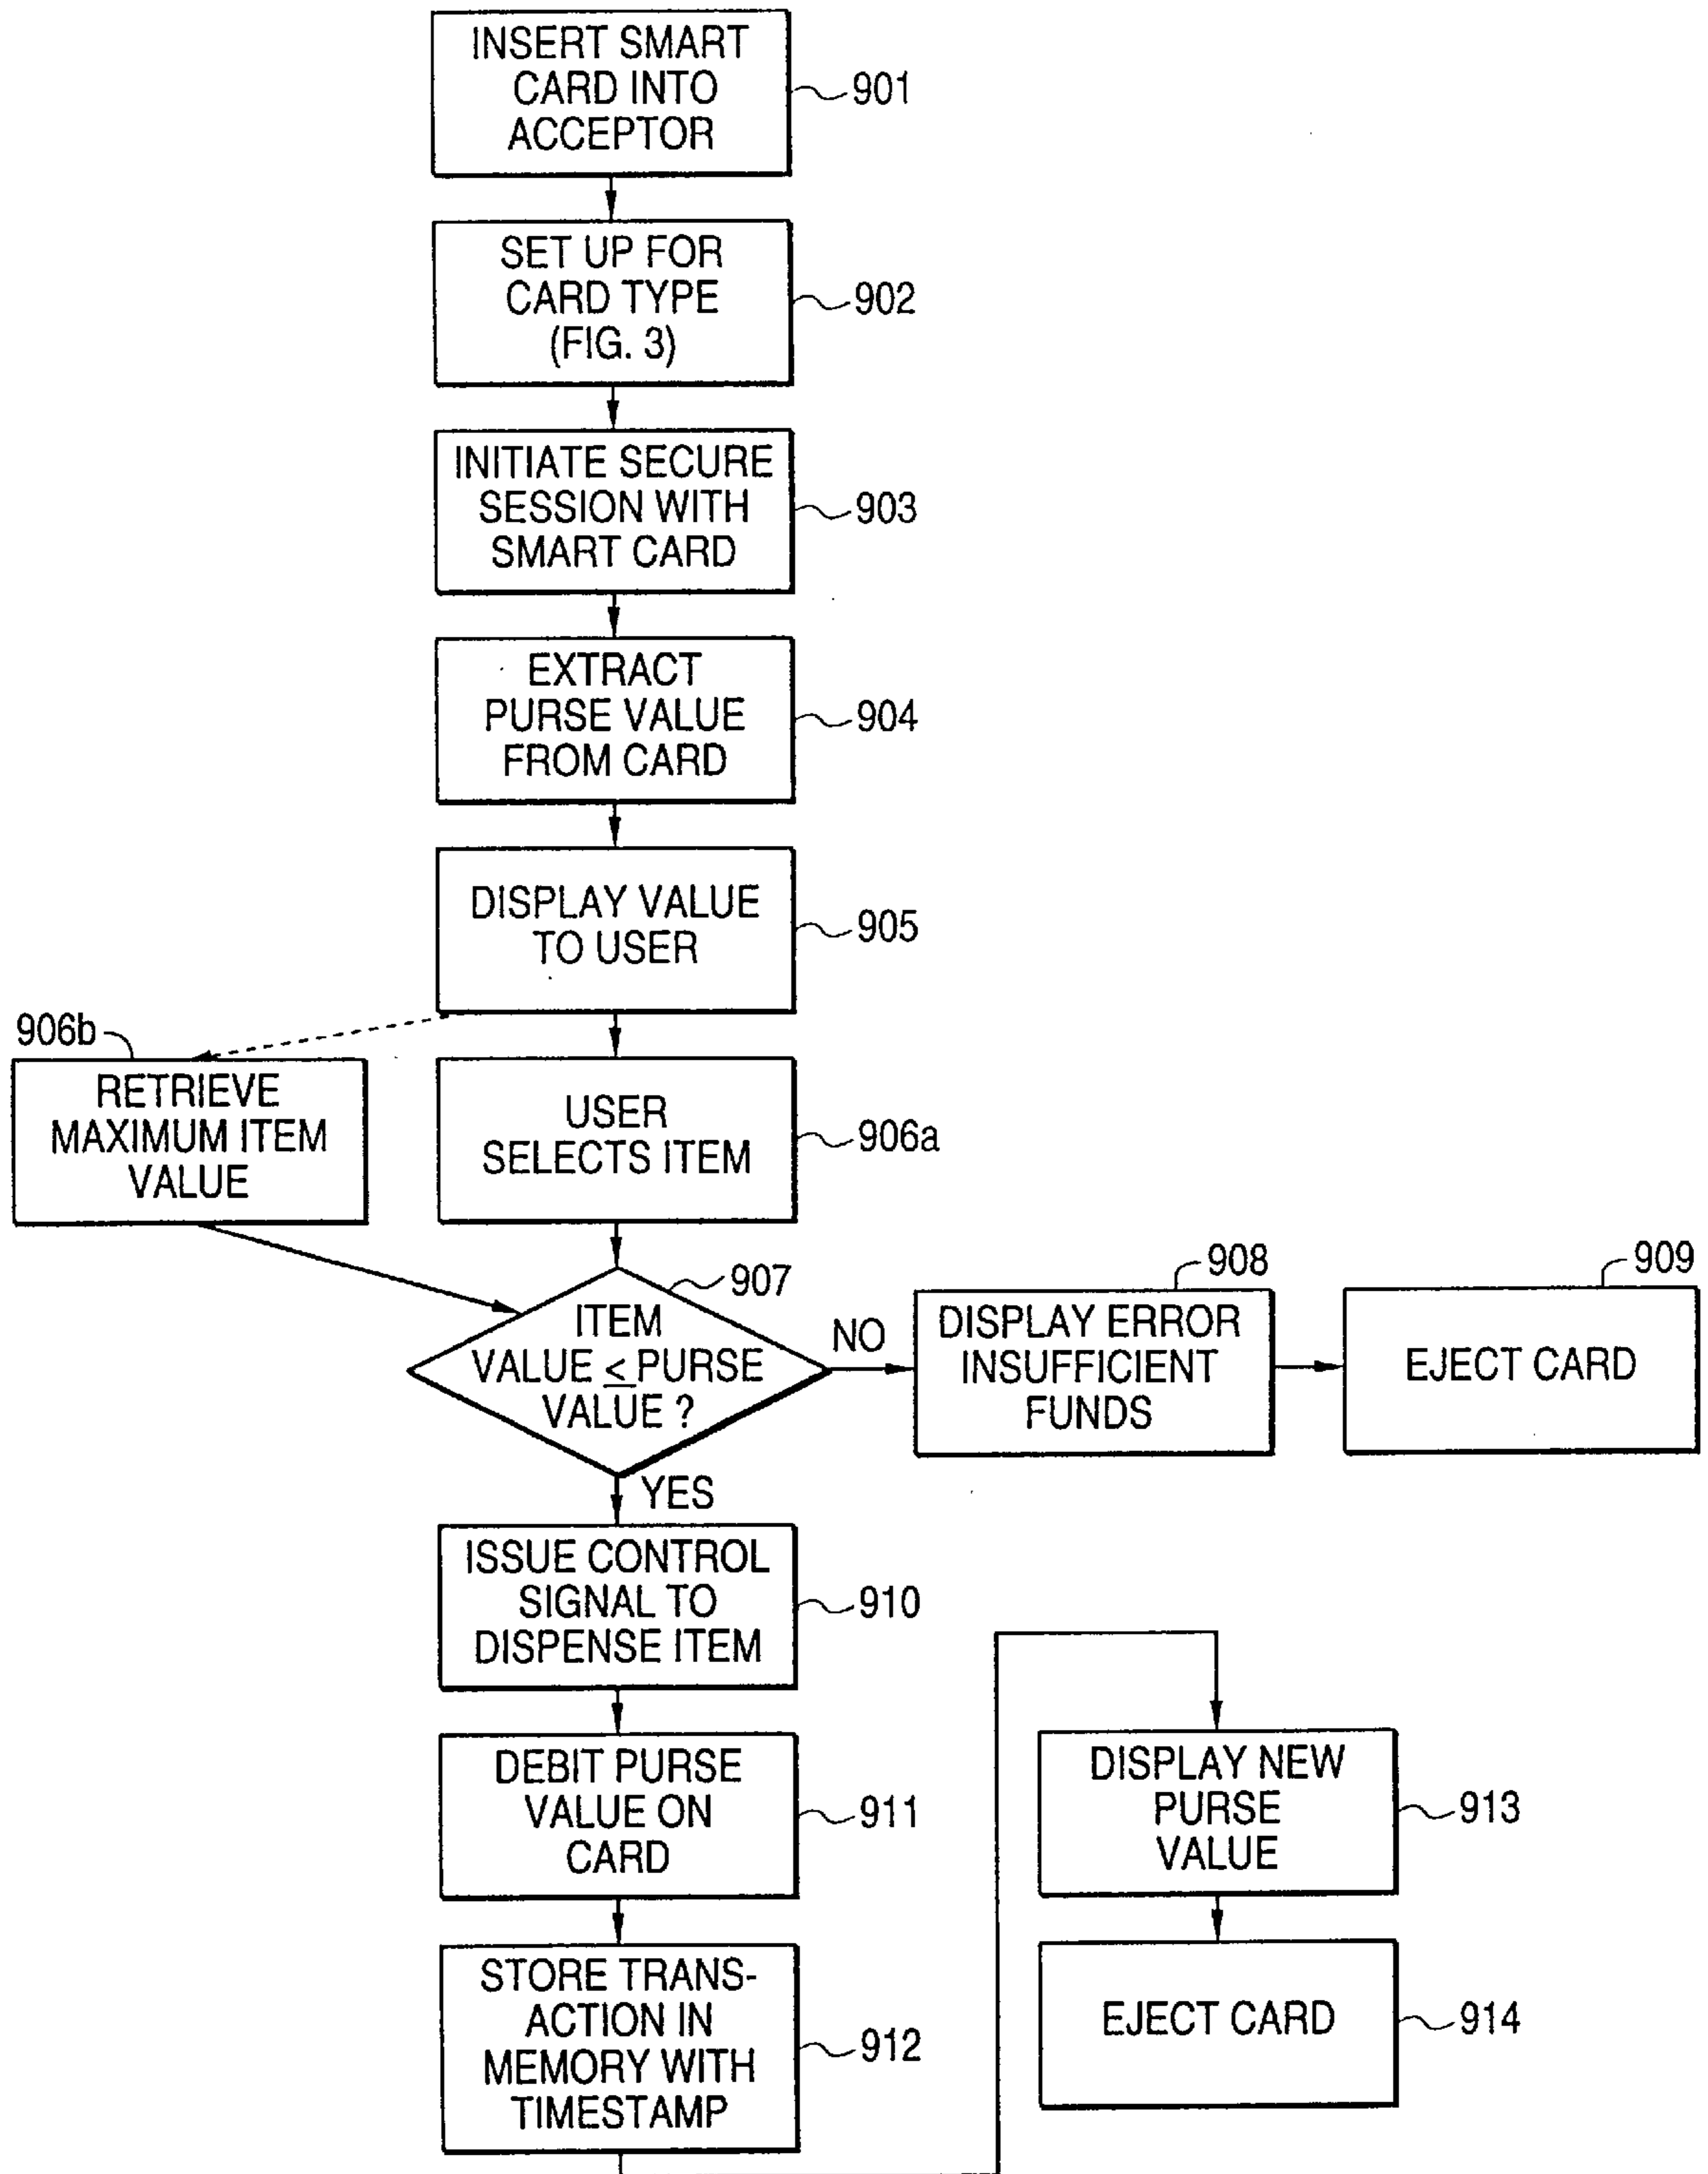 INSERT SMART
CARD INTO
ACCEPTOR
901
SET UP FOR
CARD TYPE
(FIG. 3)
902
INITIATE SECURE
SESSION WITH
SMART CARD
903
EXTRACT
PURSE VALUE
FROM CARD
904
DISPLAY VALUE
TO USER
905
906b
RETRIEVE
MAXIMUM ITEM
VALUE
USER
SELECTS ITEM
906a
907
ITEM
VALUE ≤ PURSE
VALUE ?
NO
908
DISPLAY ERROR
INSUFFICIENT
FUNDS
909
EJECT CARD
YES
ISSUE CONTROL
SIGNAL TO
DISPENSE ITEM
910
DEBIT PURSE
VALUE ON
CARD
911
STORE TRANS-
ACTION IN
MEMORY WITH
TIMESTAMP
912
DISPLAY NEW
PURSE
VALUE
913
EJECT CARD
914